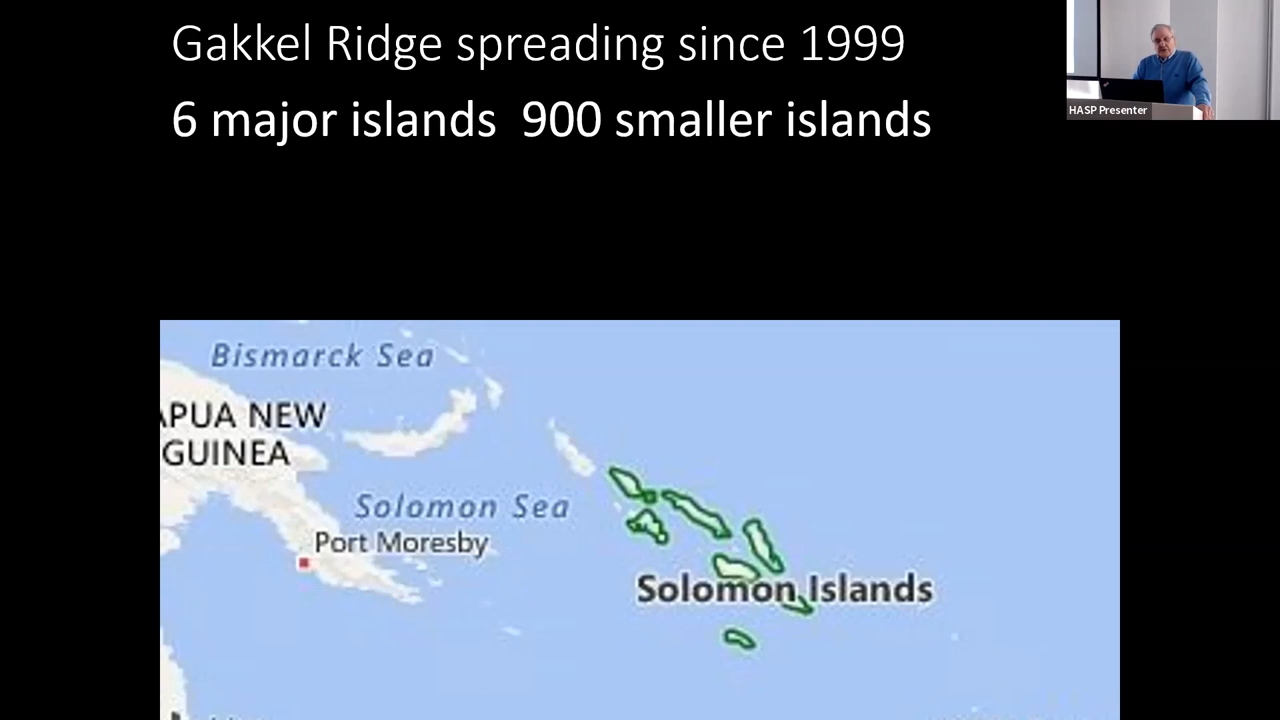 Gakkel Ridge spreading since 1999
6 major islands 900 smaller islands
HASP Presenter
Bismarck Sea
APUA NEW
GUINEA
Solomon Sea
Port Moresby
Solomon Islands